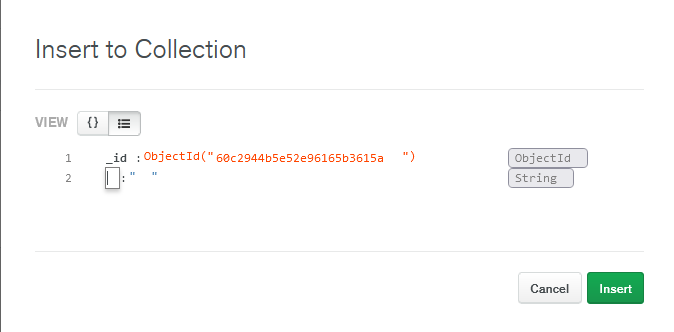 Insert to Collection
VIEW {}
1 _id :ObjectId("60c2944b5e52e96165b3615a ") ObjectId
2 :" " String
Cancel Insert